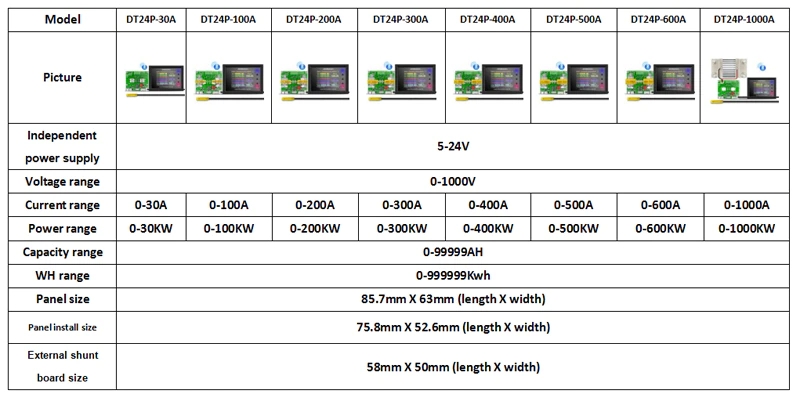 Model DT24P-30A DT24P-100A DT24P-200A DT24P-300A DT24P-400A DT24P-500A DT24P-600A DT24P-1000A
Picture
Independent
power supply
5-24V
Voltage range 0-1000V
Current range 0-30A 0-100A 0-200A 0-300A 0-400A 0-500A 0-600A 0-1000A
Power range 0-30KW 0-100KW 0-200KW 0-300KW 0-400KW 0-500KW 0-600KW 0-1000KW
Capacity range 0-99999AH
WH range 0-999999Kwh
Panel size 85.7mm X 63mm (length X width)
Panel install size 75.8mm X 52.6mm (length X width)
External shunt
board size
58mm X 50mm (length X width)